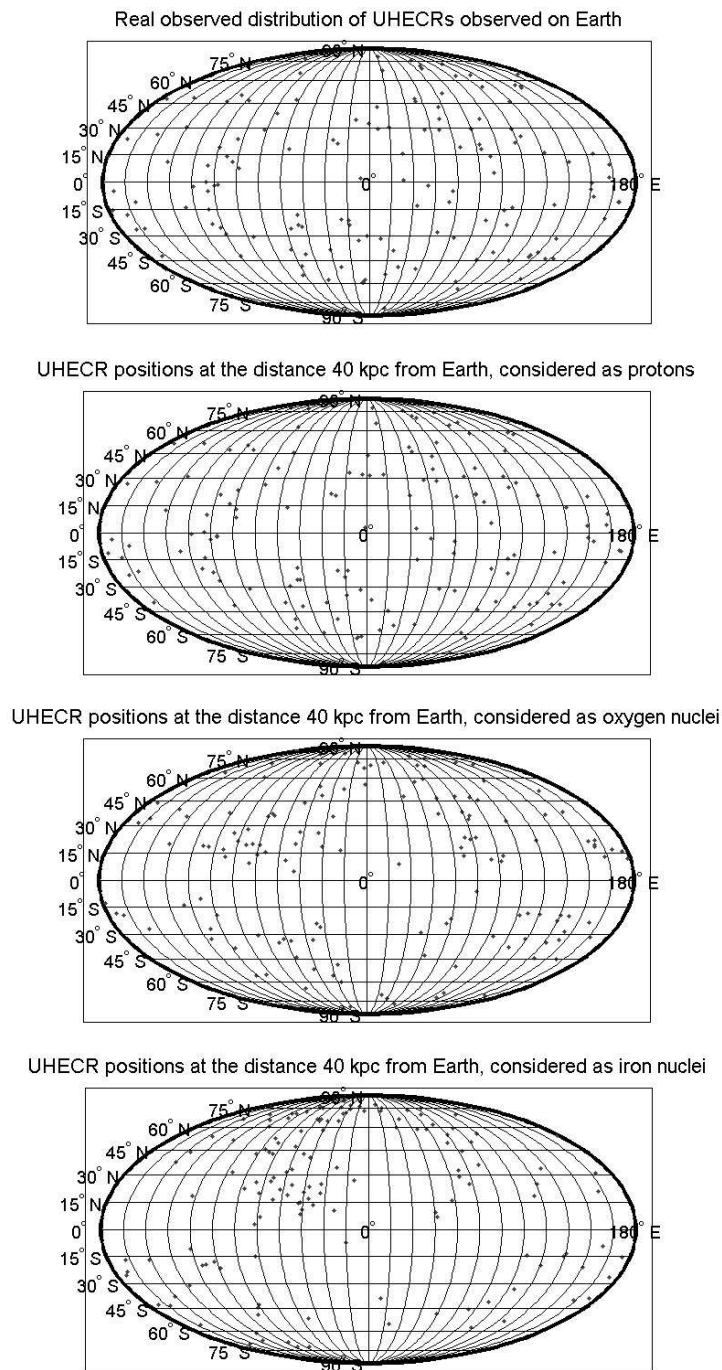 Real observed distribution of UHECRs observed on Earth
90° N
75° N
60° N
45° N
30° N
15° N
0° 0° 180° E
15° S
30° S
45° S
60° S
75° S
90° S
UHECR positions at the distance 40 kpc from Earth, considered as protons
90° N
75° N
60° N
45° N
30° N
15° N
0° 0° 180° E
15° S
30° S
45° S
60° S
75° S
90° S
UHECR positions at the distance 40 kpc from Earth, considered as oxygen nuclei
90° N
75° N
60° N
45° N
30° N
15° N
0° 0° 180° E
15° S
30° S
45° S
60° S
75° S
90° S
UHECR positions at the distance 40 kpc from Earth, considered as iron nuclei
90° N
75° N
60° N
45° N
30° N
15° N
0° 0° 180° E
15° S
30° S
45° S
60° S
75° S
90° S